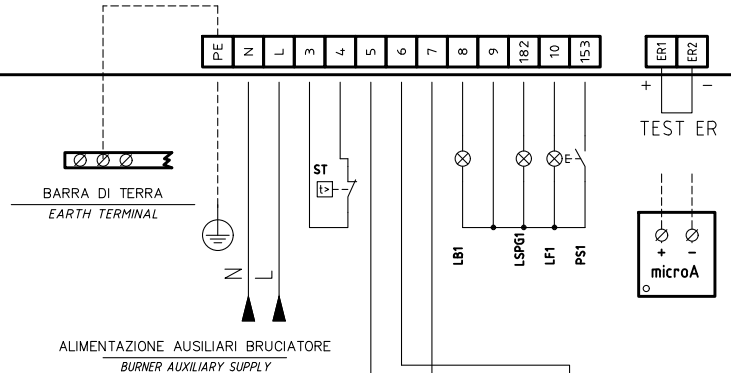 PE N L 3 4 5 6 7 8 9 182 10 153 ER1 ER2
+ -
TEST ER
BARRA DI TERRA
EARTH TERMINAL
ST
t>
N L
LB1 LSPG1 LF1 PS1
E
+ -
microA
ALIMENTAZIONE AUSILIARI BRUCIATORE
BURNER AUXILIARY SUPPLY